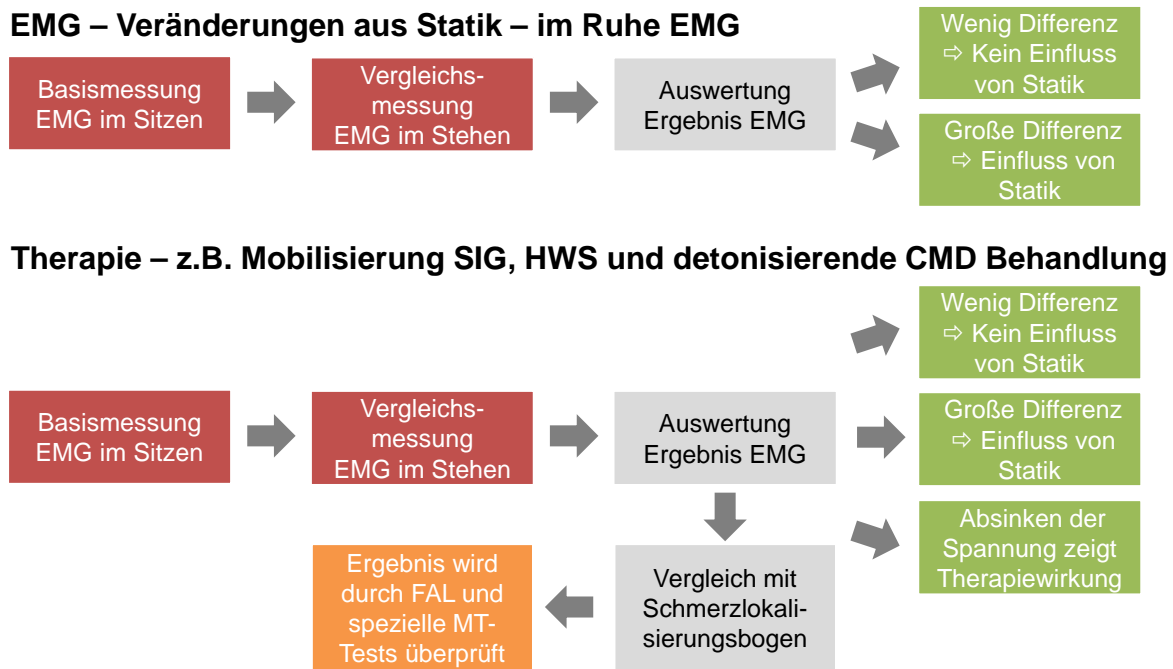 EMG – Veränderungen aus Statik – im Ruhe EMG
Basismessung
EMG im Sitzen
Vergleichs-
messung
EMG im Stehen
Auswertung
Ergebnis EMG
Wenig Differenz
⇨ Kein Einfluss
von Statik
Große Differenz
⇨ Einfluss von
Statik
Therapie – z.B. Mobilisierung SIG, HWS und detonisierende CMD Behandlung
Basismessung
EMG im Sitzen
Vergleichs-
messung
EMG im Stehen
Auswertung
Ergebnis EMG
Wenig Differenz
⇨ Kein Einfluss
von Statik
Große Differenz
⇨ Einfluss von
Statik
Absinken der
Spannung zeigt
Therapiewirkung
Vergleich mit
Schmerzlokali-
sierungsbogen
Ergebnis wird
durch FAL und
spezielle MT-
Tests überprüft